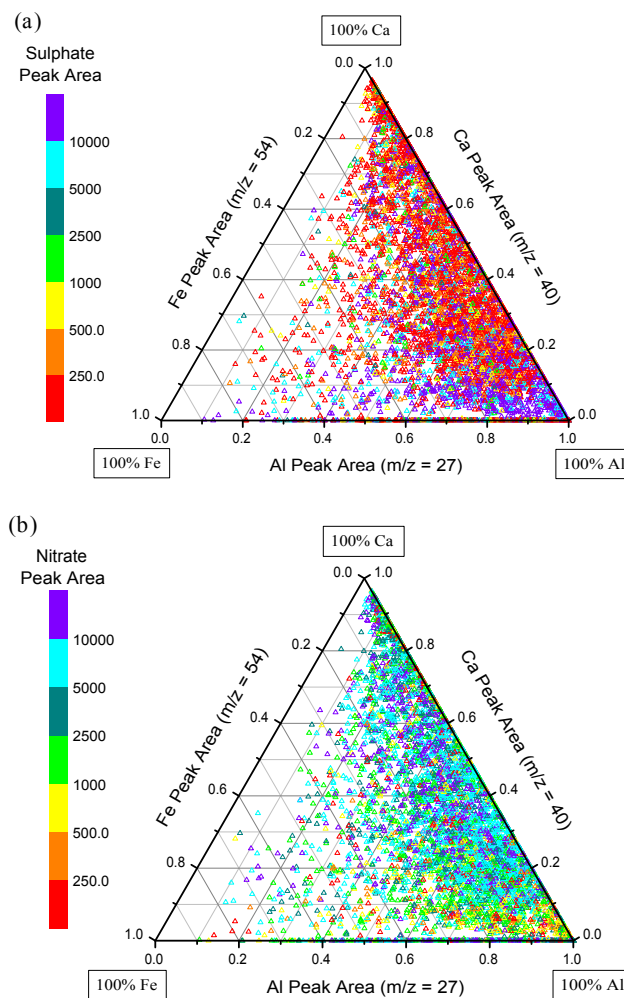 (a)
100% Ca
Sulphate
Peak Area
10000
5000
2500
1000
500.0
250.0
0.0 1.0
0.2 0.8
0.4 0.6
0.6 0.4
0.8 0.2
1.0 0.0
0.0 0.2 0.4 0.6 0.8 1.0
Fe Peak Area (m/z = 54)
Ca Peak Area (m/z = 40)
100% Fe
Al Peak Area (m/z = 27)
100% Al
(b)
100% Ca
Nitrate
Peak Area
10000
5000
2500
1000
500.0
250.0
0.0 1.0
0.2 0.8
0.4 0.6
0.6 0.4
0.8 0.2
1.0 0.0
0.0 0.2 0.4 0.6 0.8 1.0
Fe Peak Area (m/z = 54)
Ca Peak Area (m/z = 40)
100% Fe
Al Peak Area (m/z = 27)
100% Al